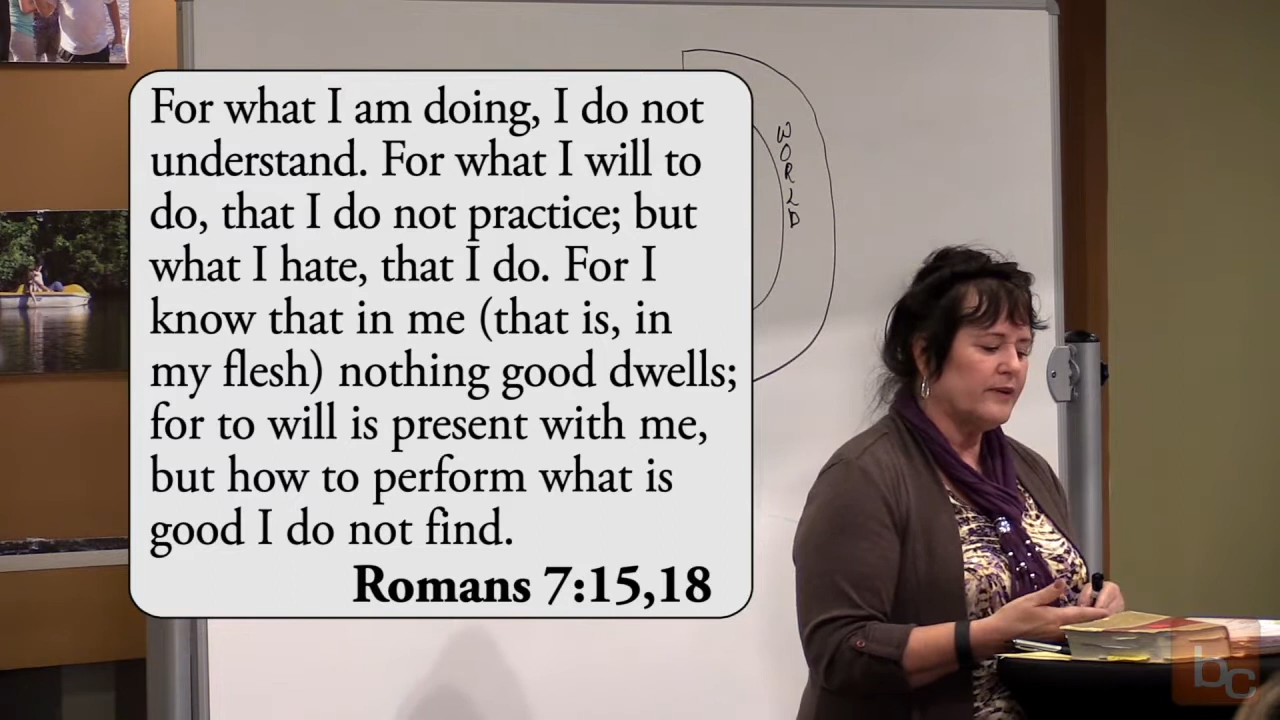 For what I am doing, I do not
understand. For what I will to
do, that I do not practice; but
what I hate, that I do. For I
know that in me (that is, in
my flesh) nothing good dwells;
for to will is present with me,
but how to perform what is
good I do not find.
Romans 7:15,18
WORLD
bc